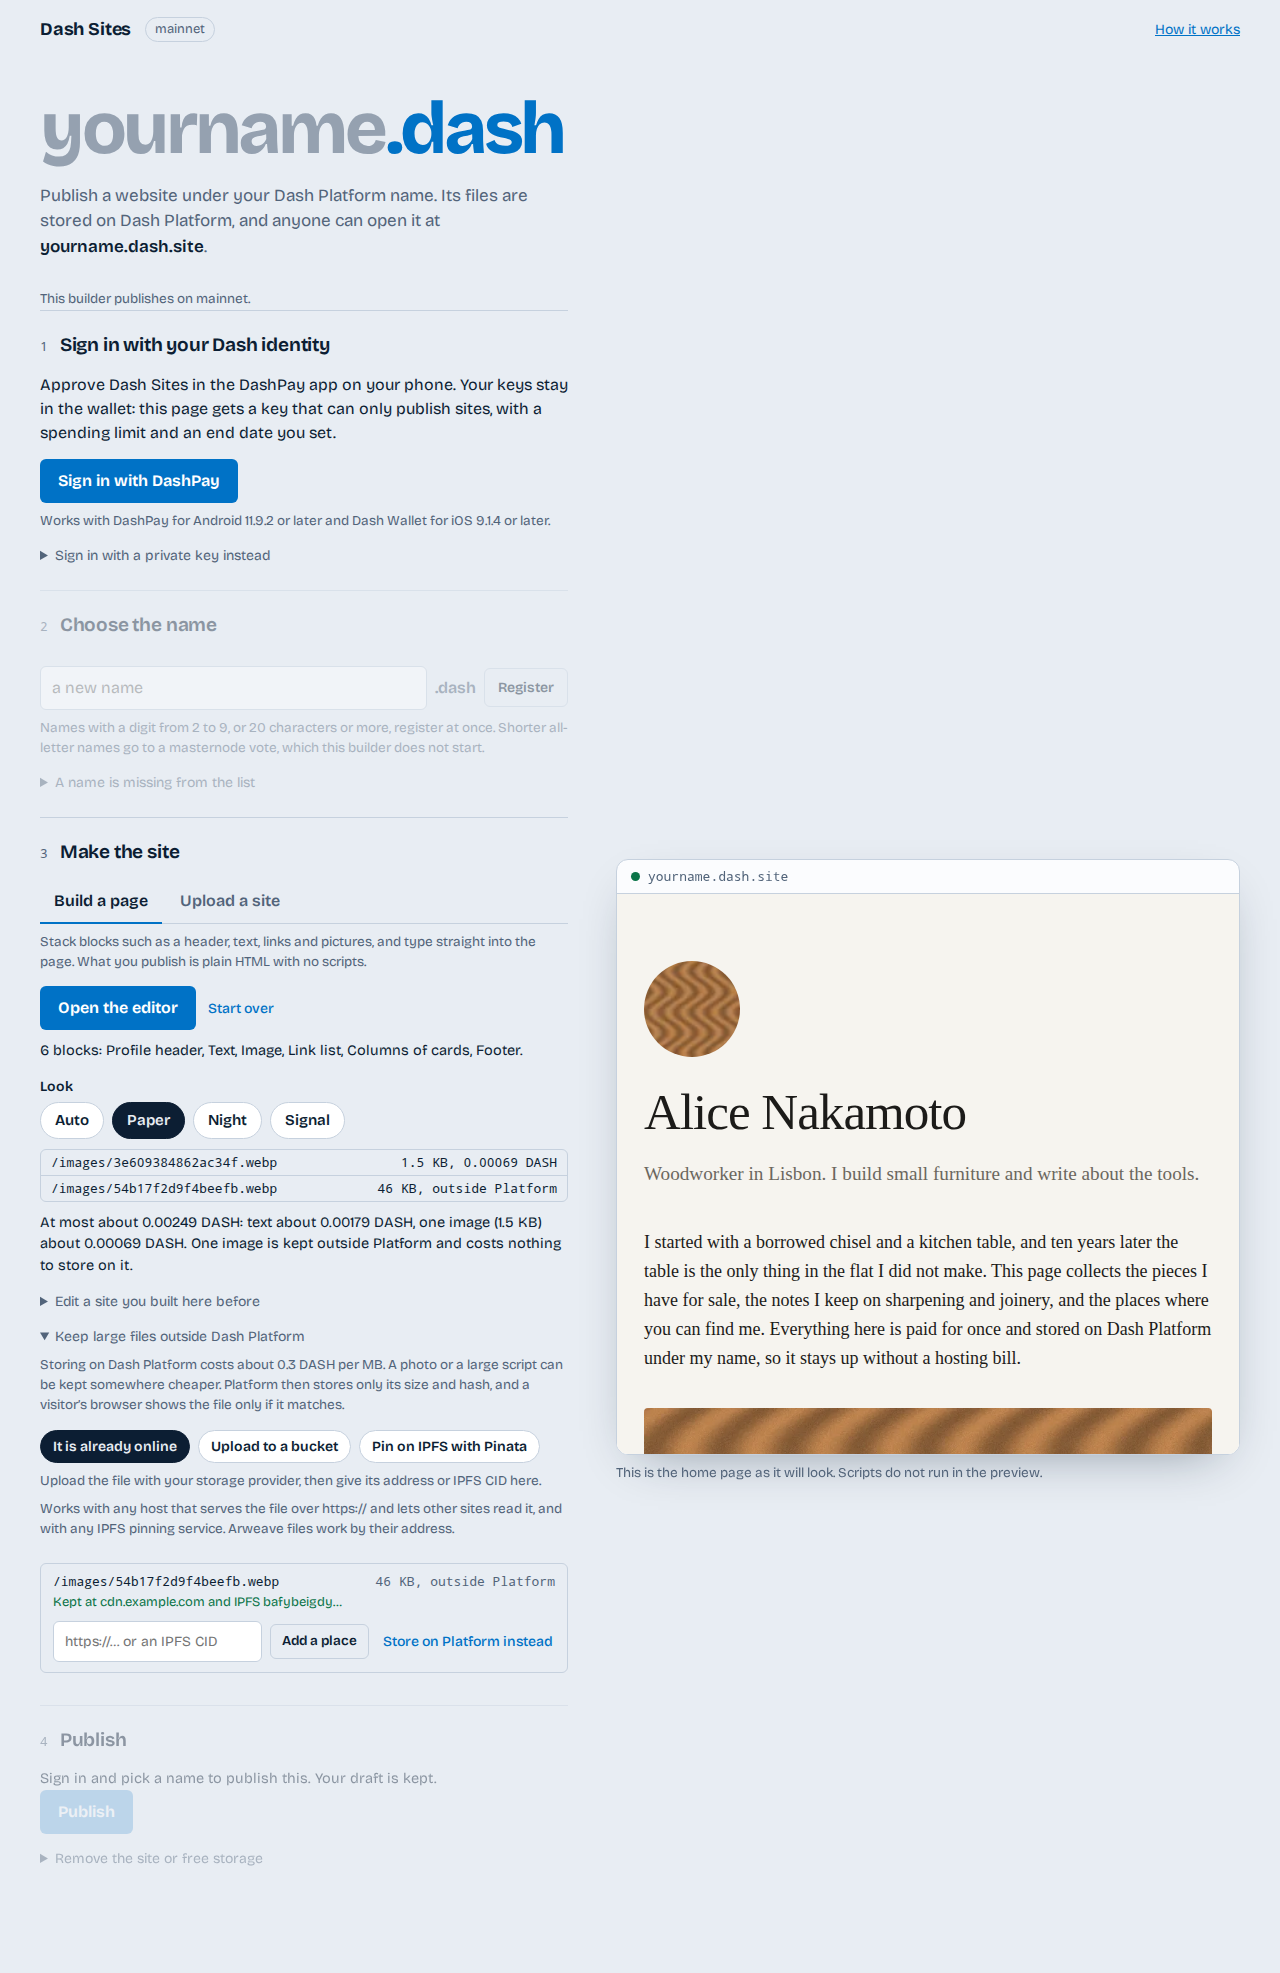 Dash Sites mainnet How it works
yourname.dash
Publish a website under your Dash Platform name. Its files are
stored on Dash Platform, and anyone can open it at
yourname.dash.site.
This builder publishes on mainnet.
1 Sign in with your Dash identity
Approve Dash Sites in the DashPay app on your phone. Your keys stay
in the wallet: this page gets a key that can only publish sites, with a
spending limit and an end date you set.
Sign in with DashPay
Works with DashPay for Android 11.9.2 or later and Dash Wallet for iOS 9.1.4 or later.
Sign in with a private key instead
2 Choose the name
a new name .dash Register
Names with a digit from 2 to 9, or 20 characters or more, register at once. Shorter all-
letter names go to a masternode vote, which this builder does not start.
A name is missing from the list
3 Make the site
Build a page Upload a site
Stack blocks such as a header, text, links and pictures, and type straight into the
page. What you publish is plain HTML with no scripts.
Open the editor Start over
6 blocks: Profile header, Text, Image, Link list, Columns of cards, Footer.
Look
Auto Paper Night Signal
/images/3e609384862ac34f.webp 1.5 KB, 0.00069 DASH
/images/54b17f2d9f4beefb.webp 46 KB, outside Platform
At most about 0.00249 DASH: text about 0.00179 DASH, one image (1.5 KB)
about 0.00069 DASH. One image is kept outside Platform and costs nothing
to store on it.
Edit a site you built here before
Keep large files outside Dash Platform
Storing on Dash Platform costs about 0.3 DASH per MB. A photo or a large script can
be kept somewhere cheaper. Platform then stores only its size and hash, and a
visitor's browser shows the file only if it matches.
It is already online Upload to a bucket Pin on IPFS with Pinata
Upload the file with your storage provider, then give its address or IPFS CID here.
Works with any host that serves the file over https:// and lets other sites read it, and
with any IPFS pinning service. Arweave files work by their address.
/images/54b17f2d9f4beefb.webp 46 KB, outside Platform
Kept at cdn.example.com and IPFS bafybeigdy…
https://… or an IPFS CID Add a place Store on Platform instead
4 Publish
Sign in and pick a name to publish this. Your draft is kept.
Publish
Remove the site or free storage
yourname.dash.site
Alice Nakamoto
Woodworker in Lisbon. I build small furniture and write about the tools.
I started with a borrowed chisel and a kitchen table, and ten years later the
table is the only thing in the flat I did not make. This page collects the pieces I
have for sale, the notes I keep on sharpening and joinery, and the places where
you can find me. Everything here is paid for once and stored on Dash Platform
under my name, so it stays up without a hosting bill.
This is the home page as it will look. Scripts do not run in the preview.